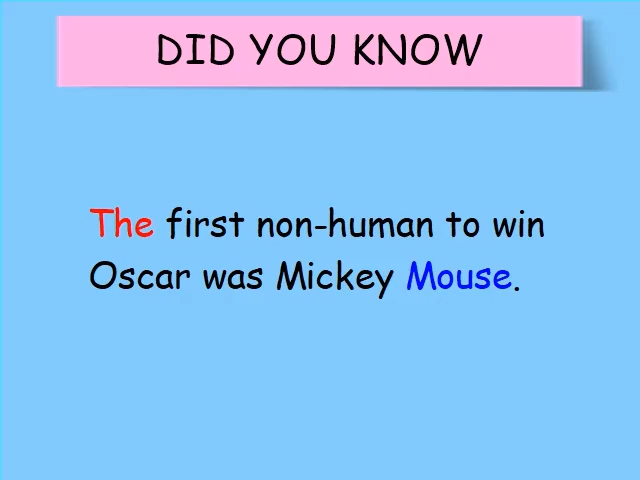 DID YOU KNOW
The first non-human to win
Oscar was Mickey Mouse.